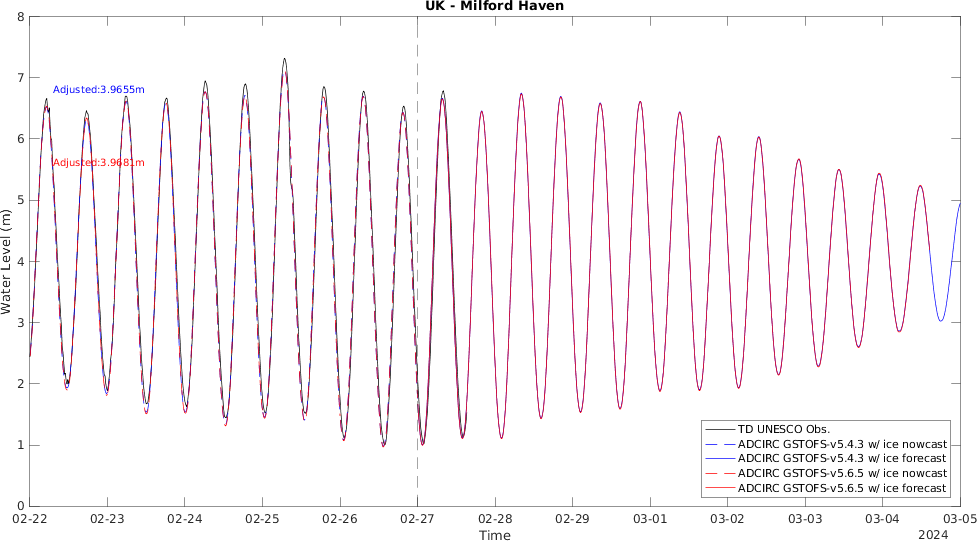 UK - Milford Haven
8
7
6
5
4
3
2
1
0
Water Level (m)
Adjusted:3.9655m
Adjusted:3.9681m
TD UNESCO Obs.
ADCIRC GSTOFS-v5.4.3 w/ ice nowcast
ADCIRC GSTOFS-v5.4.3 w/ ice forecast
ADCIRC GSTOFS-v5.6.5 w/ ice nowcast
ADCIRC GSTOFS-v5.6.5 w/ ice forecast
02-22 02-23 02-24 02-25 02-26 02-27 02-28 02-29 03-01 03-02 03-03 03-04 03-05
Time
2024